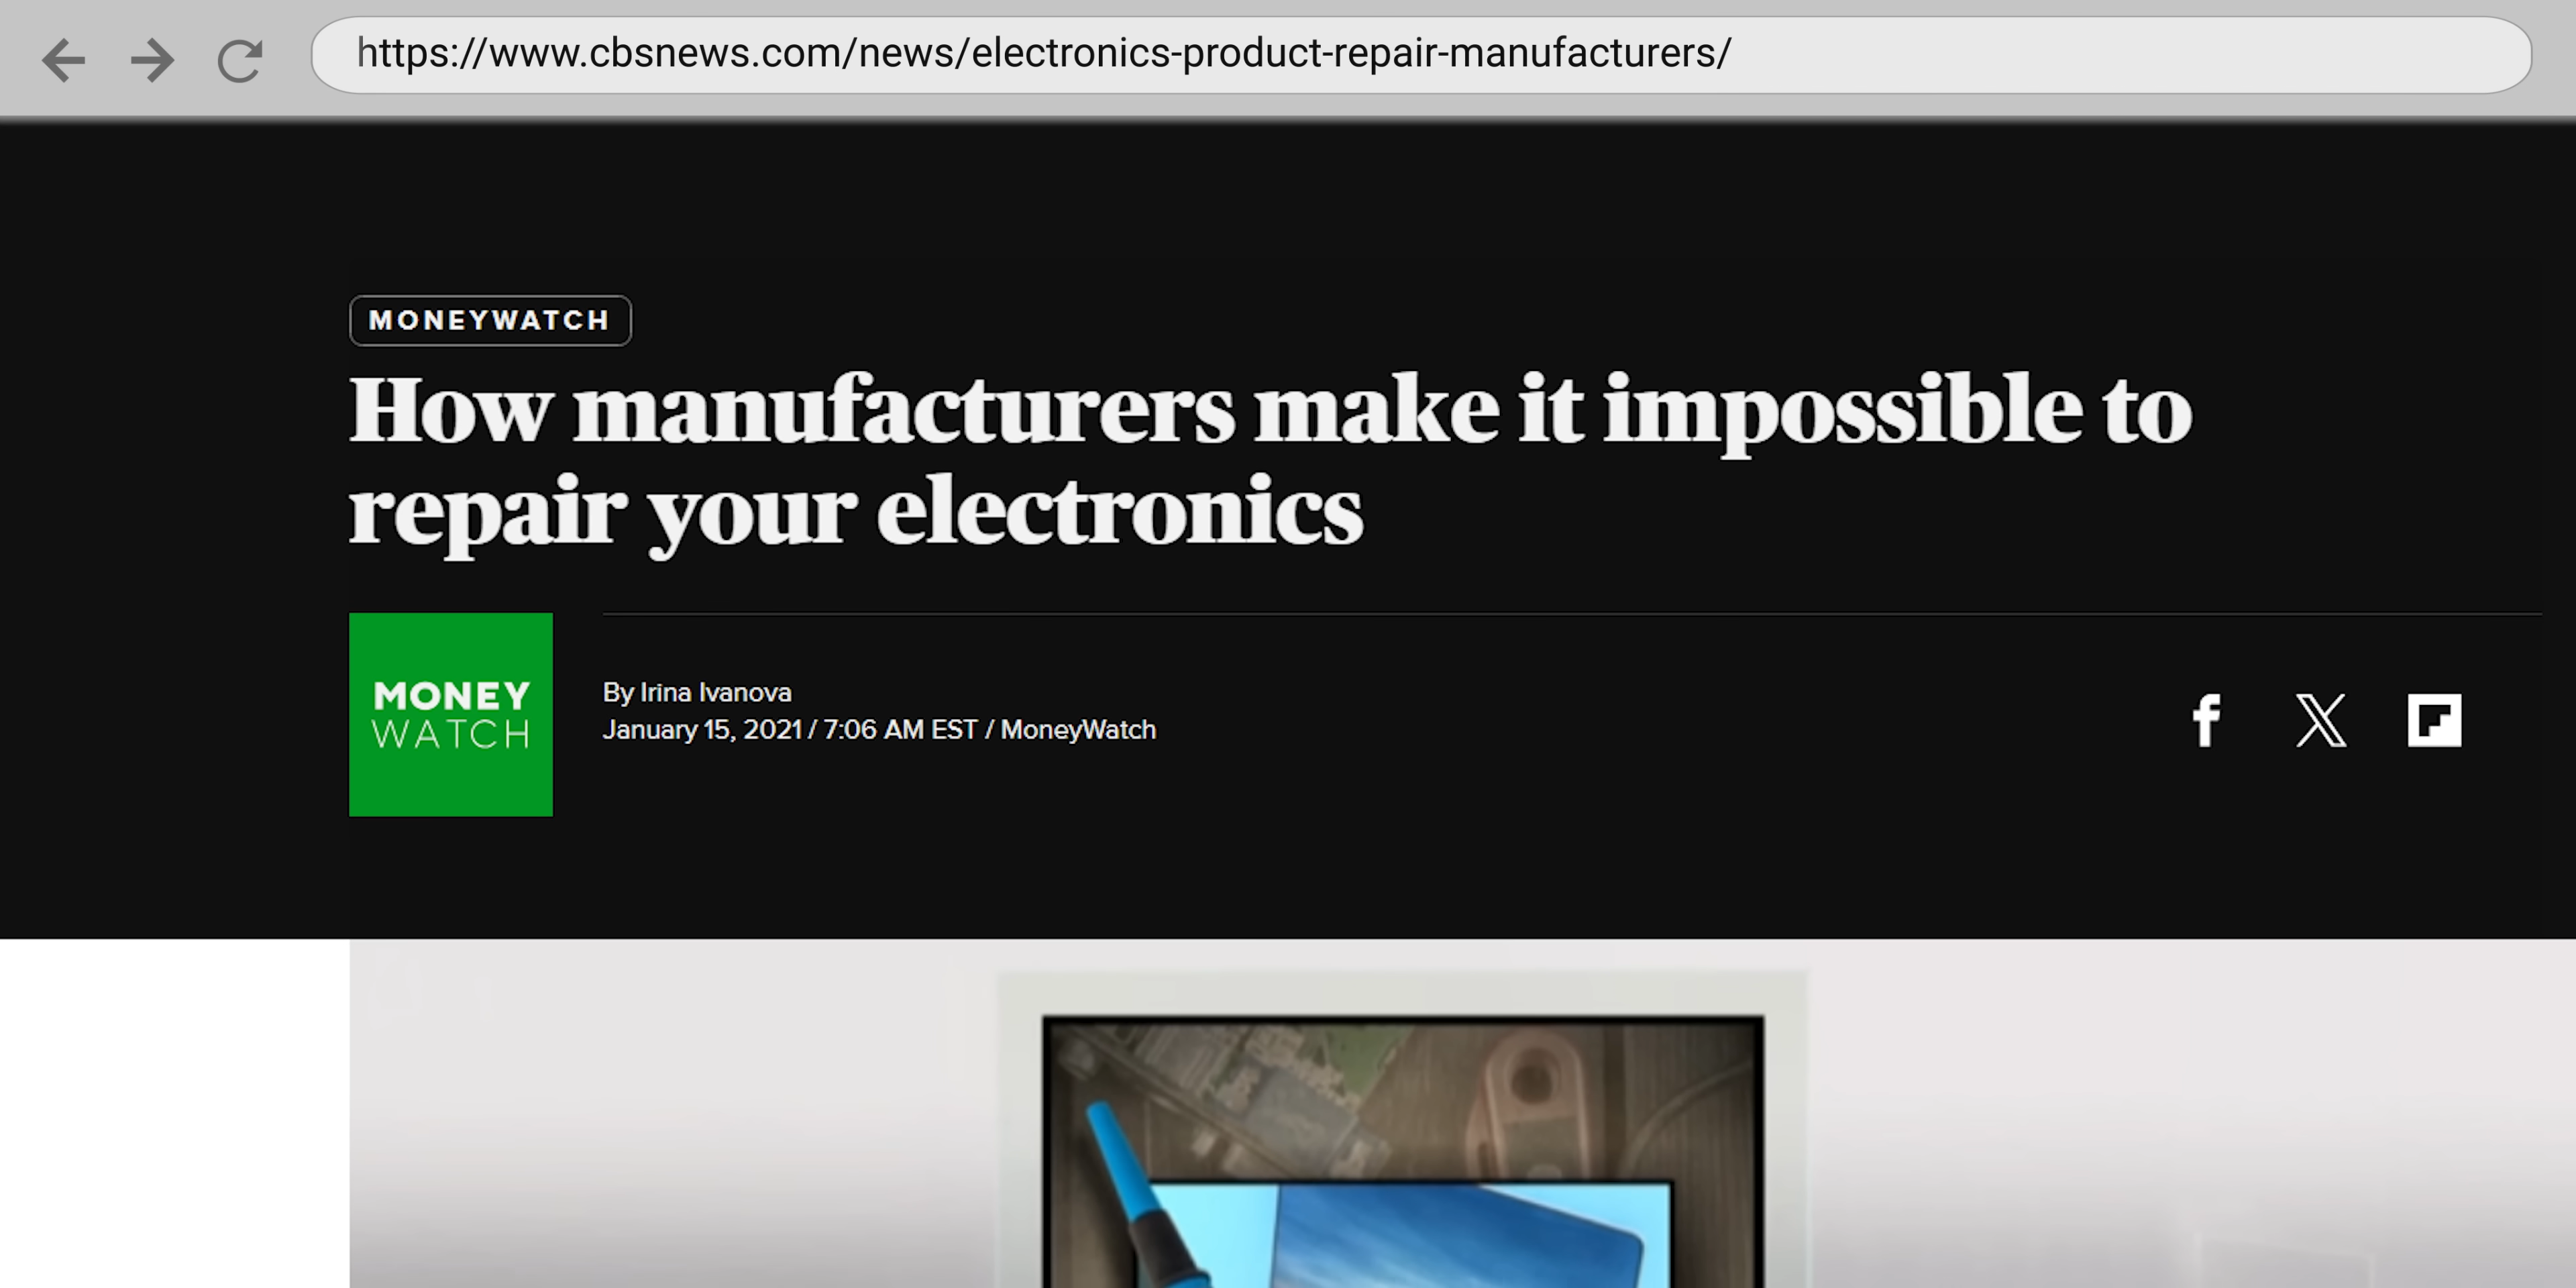 https://www.cbsnews.com/news/electronics-product-repair-manufacturers/
MONEYWATCH
How manufacturers make it impossible to
repair your electronics
MONEY
WATCH
By Irina Ivanova
January 15, 2021 / 7:06 AM EST / MoneyWatch